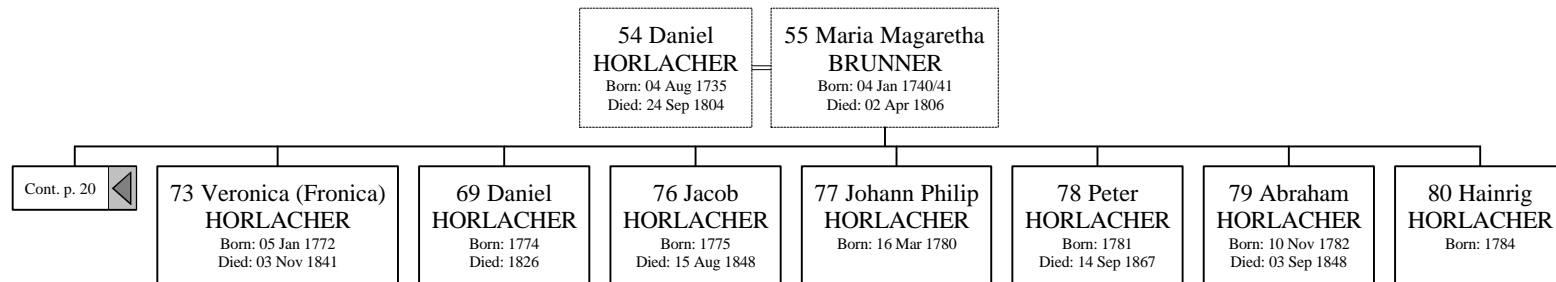 54 Daniel
HORLACHER
Born: 04 Aug 1735
Died: 24 Sep 1804
55 Maria Magaretha
BRUNNER
Born: 04 Jan 1740/41
Died: 02 Apr 1806
Cont. p. 20
73 Veronica (Fronica)
HORLACHER
Born: 05 Jan 1772
Died: 03 Nov 1841
69 Daniel
HORLACHER
Born: 1774
Died: 1826
76 Jacob
HORLACHER
Born: 1775
Died: 15 Aug 1848
77 Johann Philip
HORLACHER
Born: 16 Mar 1780
78 Peter
HORLACHER
Born: 1781
Died: 14 Sep 1867
79 Abraham
HORLACHER
Born: 10 Nov 1782
Died: 03 Sep 1848
80 Hainrig
HORLACHER
Born: 1784